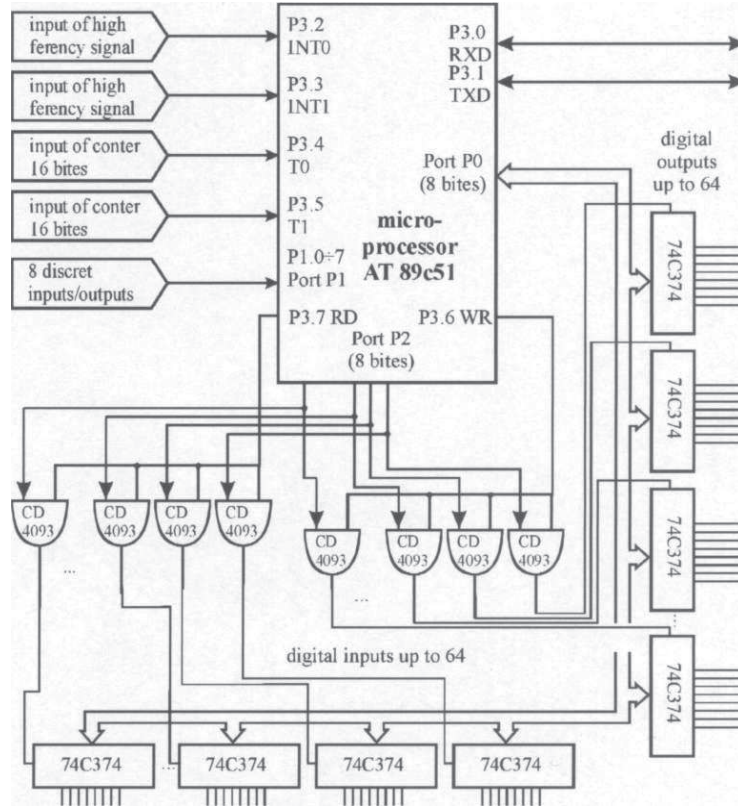 input of high
ferency signal
input of high
ferency signal
input of conter
16 bites
input of conter
16 bites
8 discret
inputs/outputs
P3.2
INT0
P3.3
INT1
P3.4
T0
P3.5
T1
P1.0÷7
Port P1
P3.7 RD
P3.0
RXD
P3.1
TXD
Port P0
(8 bites)
micro-
processor
AT 89c51
P3.6 WR
Port P2
(8 bites)
digital
outputs
up to 64
74C374
74C374
74C374
...
74C374
CD
4093
CD
4093
CD
4093
CD
4093
...
CD
4093
CD
4093
CD
4093
CD
4093
...
digital inputs up to 64
74C374
...
74C374
74C374
74C374